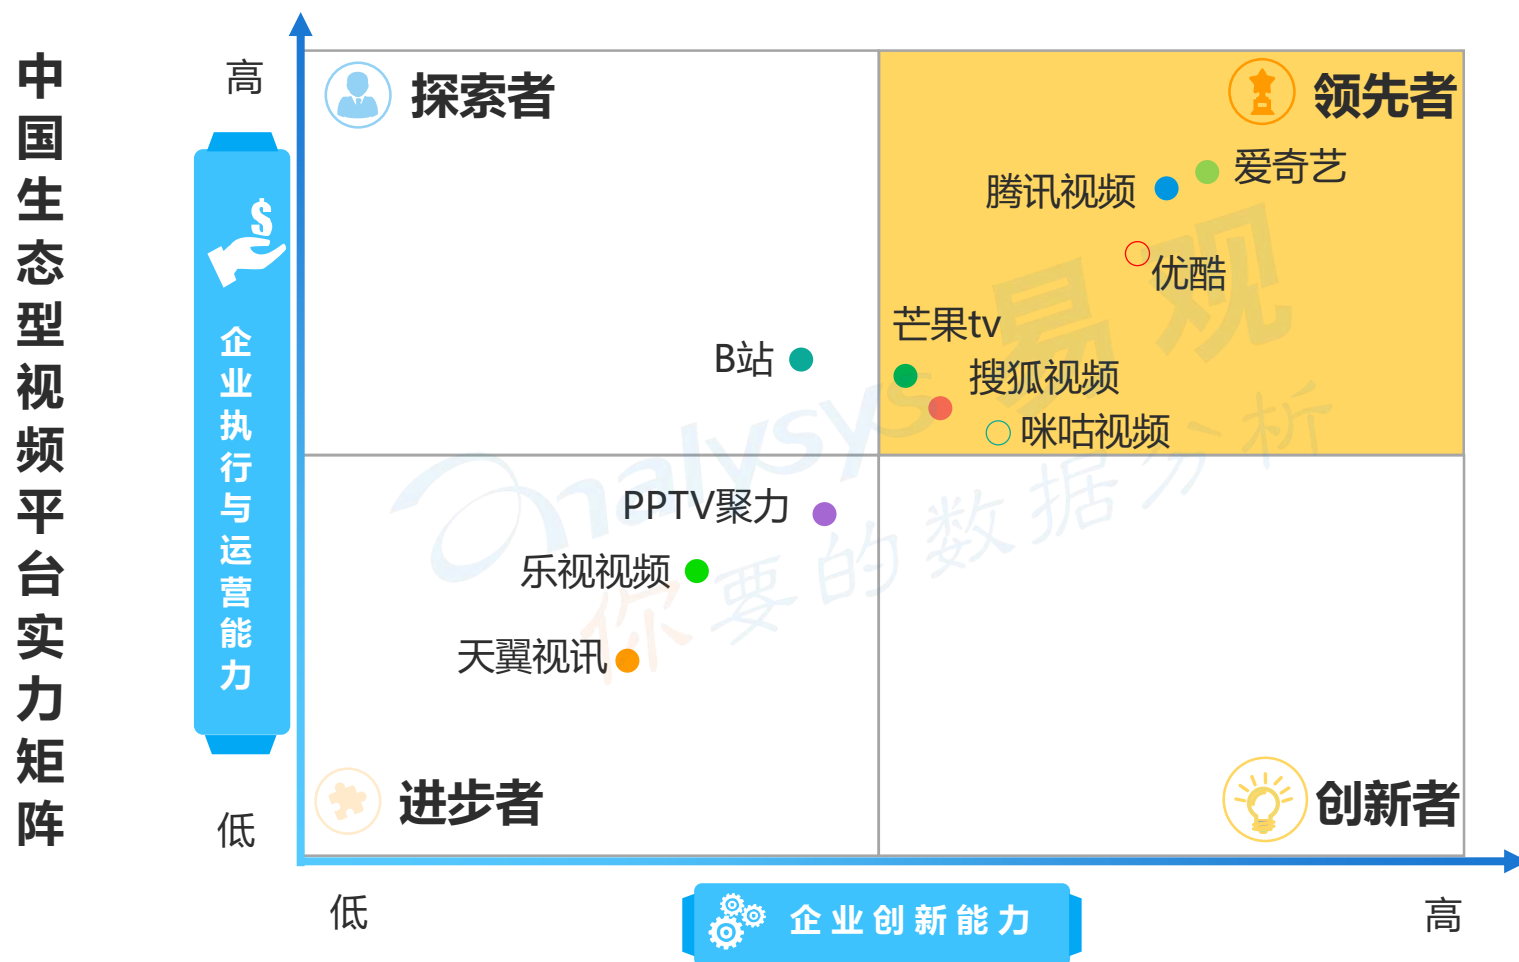 中国生态型视频平台实力矩阵
高
探索者
领先者
爱奇艺
腾讯视频
优酷
芒果tv
B站
搜狐视频
咪咕视频
PPTV聚力
乐视视频
天翼视讯
企业执行与运营能力
$
进步者
创新者
低
低
企业创新能力
高
analysys 易观
你要的数据分析